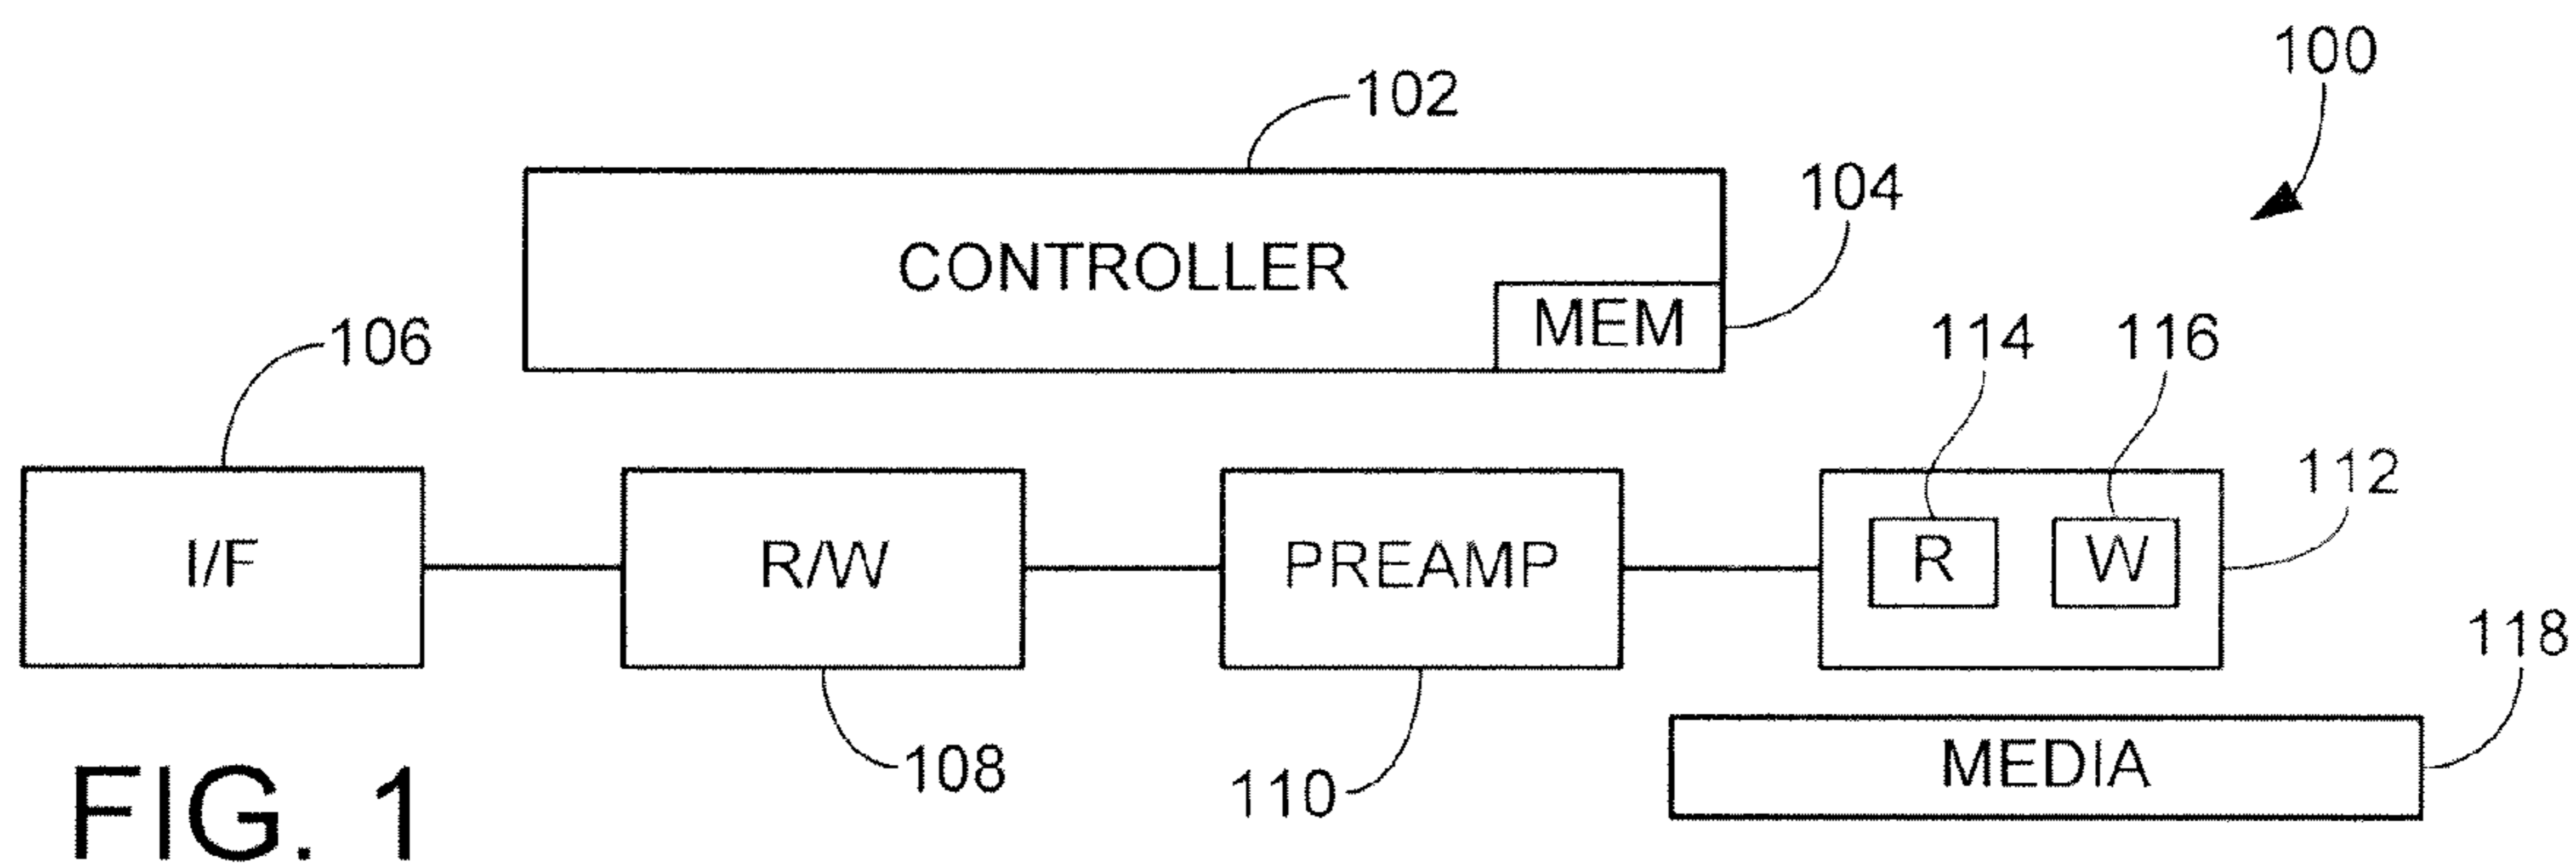 100
102
104
CONTROLLER
MEM
106
114 116
112
I/F R/W PREAMP R W
118
108
110
MEDIA
FIG. 1